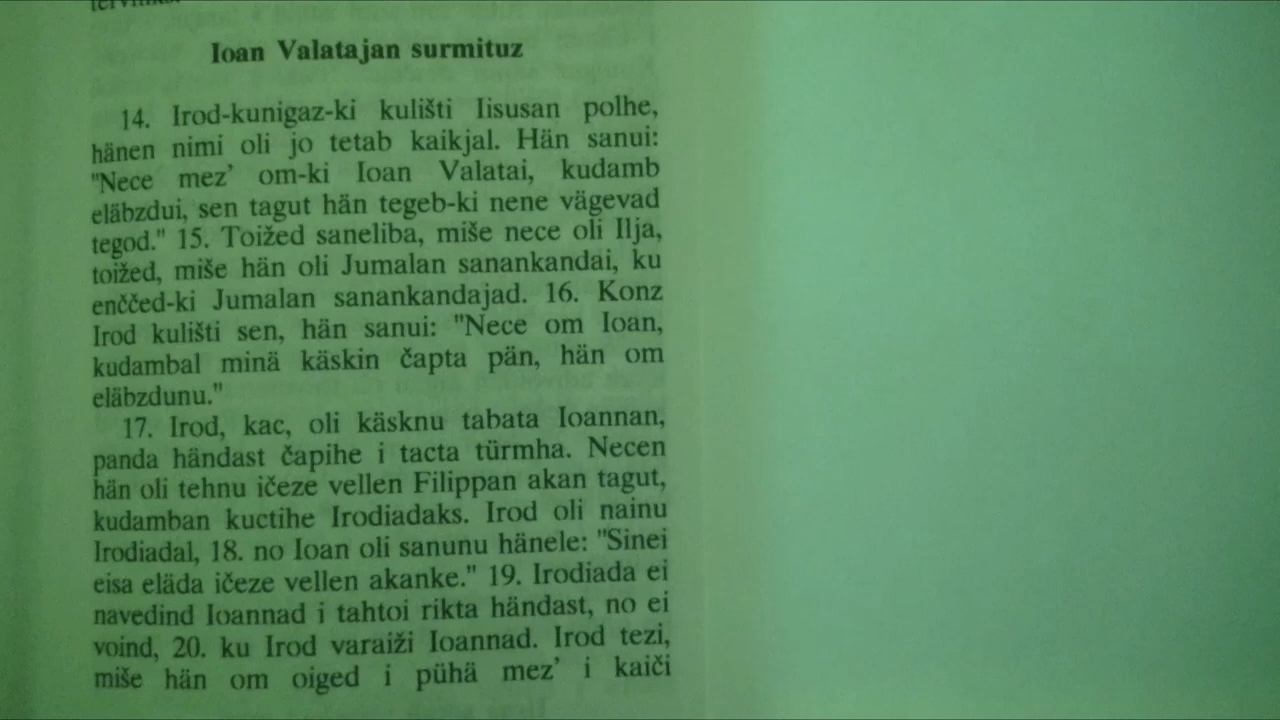 Ioan Valatajan surmituz
14. Irod-kunigaz-ki kulišti Iisusan polhe,
hänen nimi oli jo tetab kaikjal. Hän sanui:
"Nece mez’ om-ki Ioan Valatai, kudamb
eläbzdui, sen tagut hän tegeb-ki nene vägevad
tegod." 15. Toižed saneliba, miše nece oli Ilja,
toižed, miše hän oli Jumalan sanankandai, ku
enččed-ki Jumalan sanankandajad. 16. Konz
Irod kulišti sen, hän sanui: "Nece om Ioan,
kudambal minä käskin čapta pän, hän om
eläbzdunu."
17. Irod, kac, oli käsknu tabata Ioannan,
panda händast čapihe i tacta türmha. Necen
hän oli tehnu ičeze vellen Filippan akan tagut,
kudamban kuctihe Irodiadaks. Irod oli nainu
Irodiadal, 18. no Ioan oli sanunu hänele: "Sinei
eisa eläda ičeze vellen akanke." 19. Irodiada ei
navedind Ioannad i tahtoi rikta händast, no ei
voind, 20. ku Irod varaiži Ioannad. Irod tezi,
miše hän om oiged i pühä mez’ i kaiči